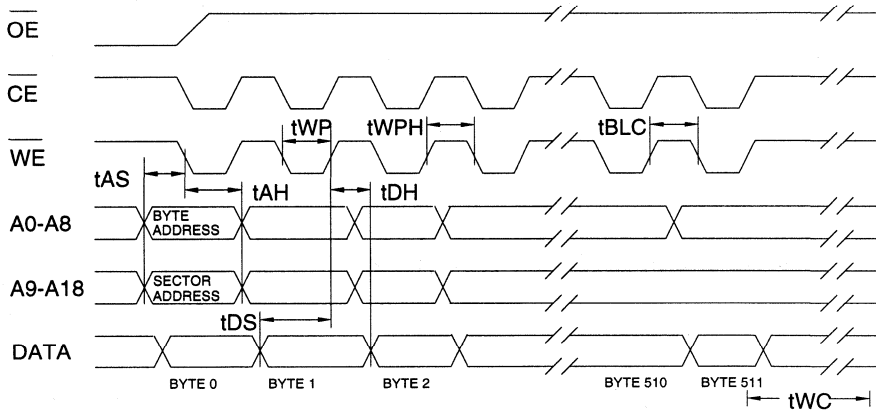 OE
CE
tWP tWPH tBLC
WE
tAS tAH tDH
A0-A8 BYTE ADDRESS
A9-A18 SECTOR ADDRESS
tDS
DATA
BYTE 0 BYTE 1 BYTE 2 BYTE 510 BYTE 511
tWC